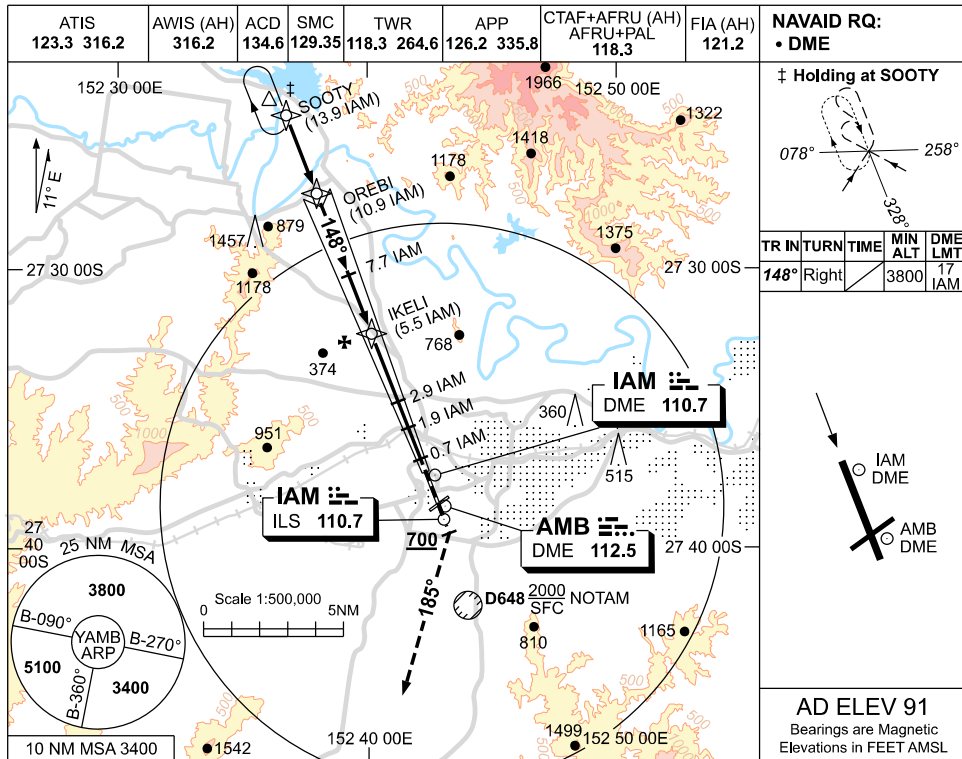 ATIS
123.3 316.2
AWIS (AH)
316.2
ACD
134.6
SMC
129.35
TWR
118.3 264.6
APP
126.2 335.8
CTAF+AFRU (AH)
AFRU+PAL
118.3
FIA (AH)
121.2
NAVAID RQ:
• DME
152 30 00E
‡
SOOTY
(13.9 IAM)
1966
152 50 00E
1322
1418
1178
500
500
500
500
1000
11° E
OREBI
(10.9 IAM)
148°
879
1457
1178
7.7 IAM
1375
27 30 00S
27 30 00S
IKELI
(5.5 IAM)
768
374
2.9 IAM
1.9 IAM
0.7 IAM
IAM
DME 110.7
360
515
951
1000
500
IAM
ILS 110.7
AMB
DME 112.5
700
185°
27
40
00S
27 40 00S
25 NM MSA
3800
B-090°
B-270°
YAMB
ARP
5100
B-360°
3400
10 NM MSA 3400
0
Scale 1:500,000
5NM
D648 2000
SFC NOTAM
810
1165
500
500
500
1542
152 40 00E
1499
152 50 00E
‡ Holding at SOOTY
078°
258°
328°
TR IN TURN TIME MIN ALT DME LMT
148° Right 3800 17 IAM
IAM
DME
AMB
DME
AD ELEV 91
Bearings are Magnetic
Elevations in FEET AMSL